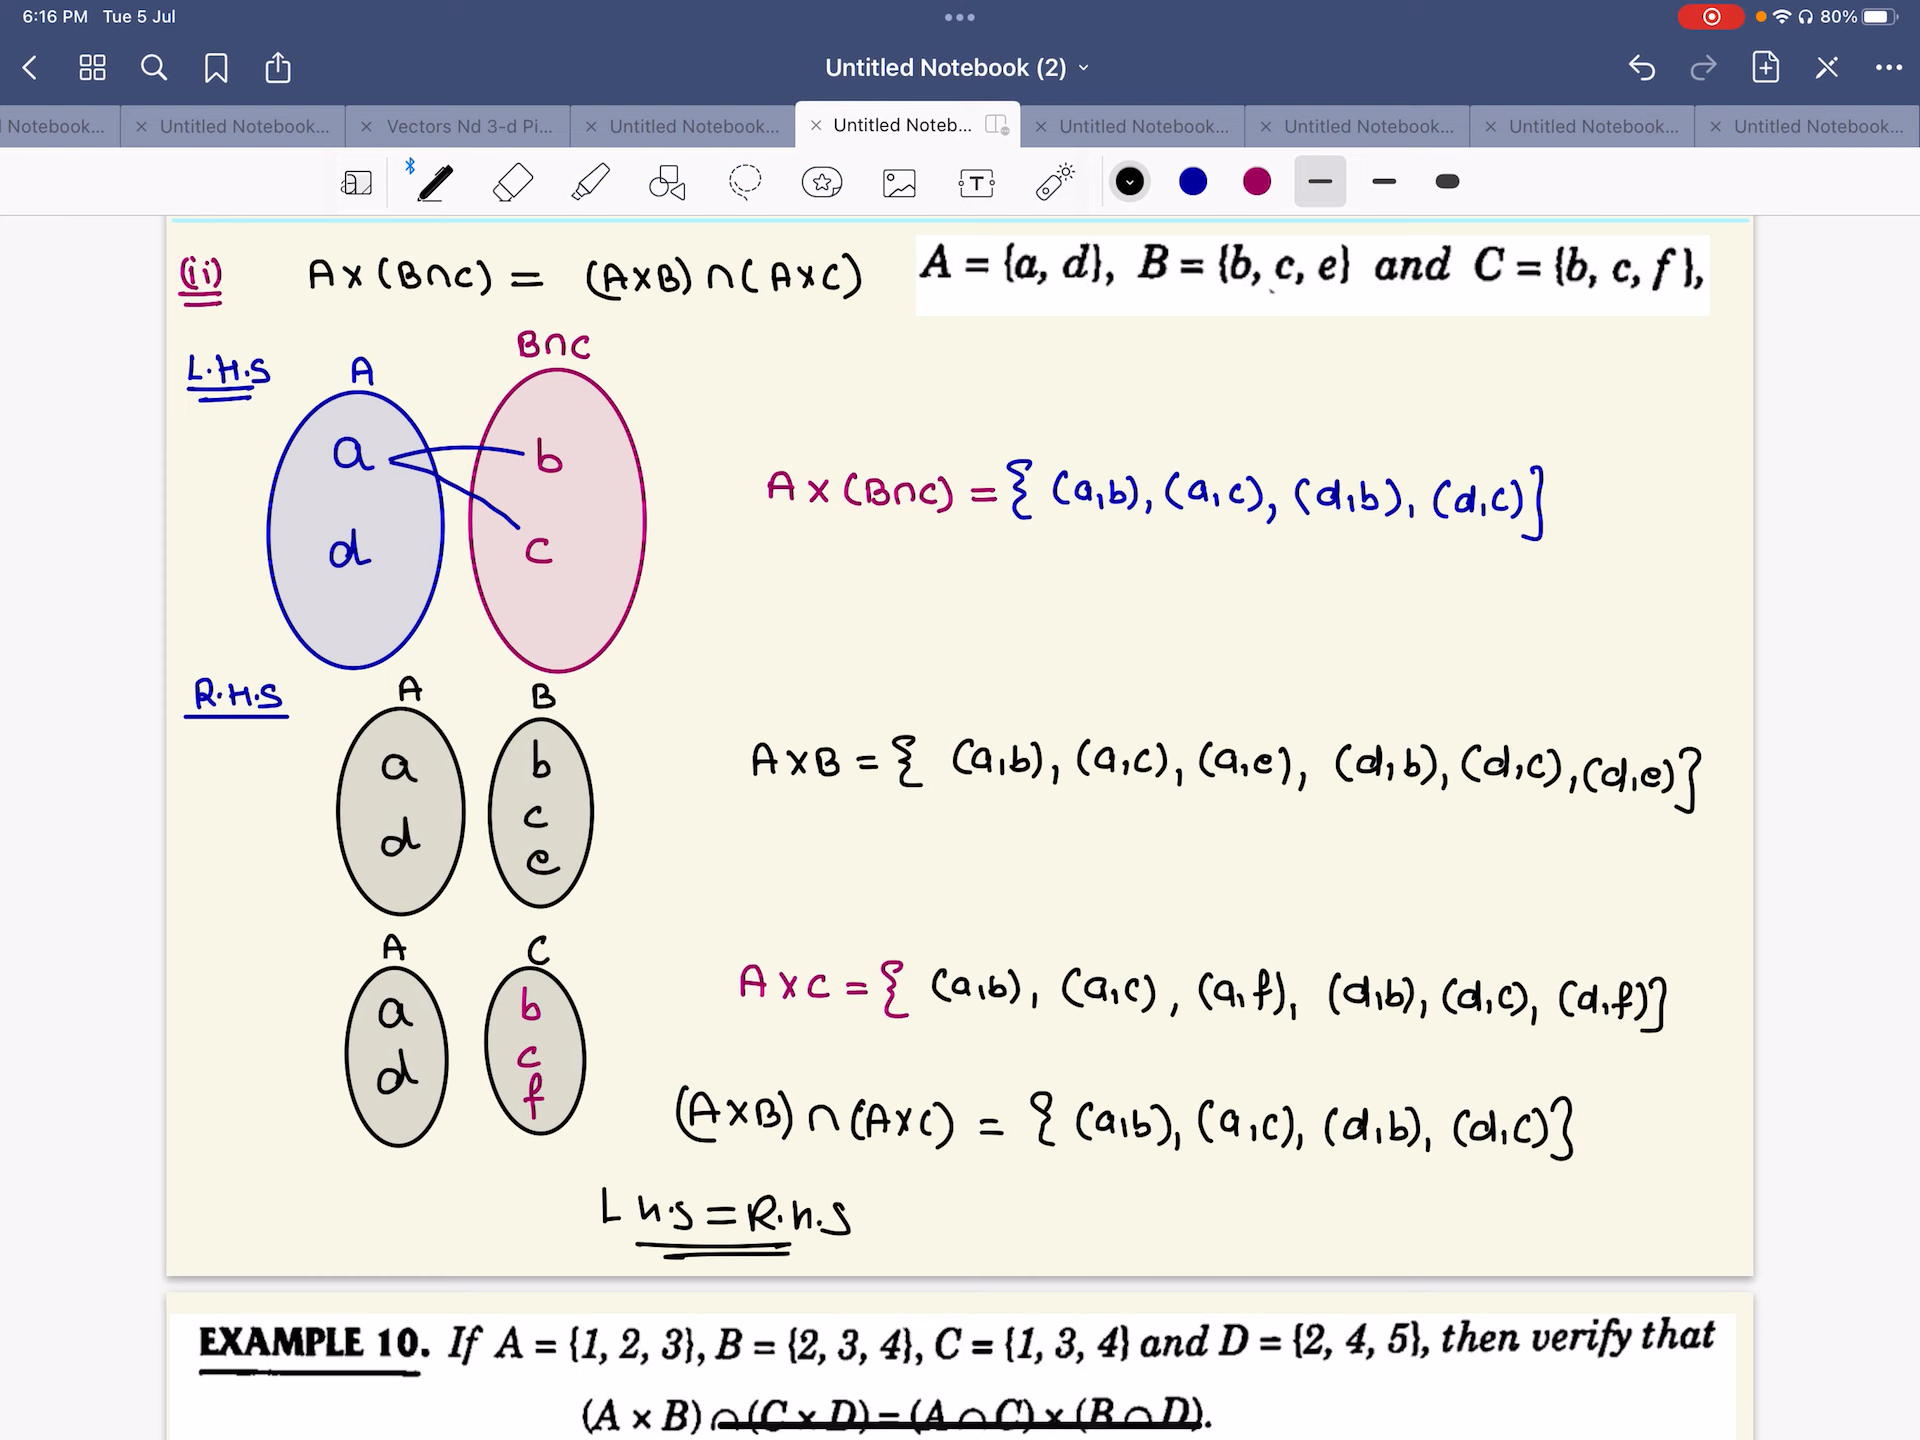 6:16 PM Tue 5 Jul
80%
Untitled Notebook (2)
l Notebook...
Untitled Notebook...
Vectors Nd 3-d Pi...
Untitled Notebook...
Untitled Noteb...
Untitled Notebook...
Untitled Notebook...
Untitled Notebook...
Untitled Notebook...
(ii) A×(B∩C) = (A×B)∩(A×C) A = {a, d}, B = {b, c, e} and C = {b, c, f},
L.H.S A B∩C
a b
d c
A×(B∩C) = {(a,b), (a,c), (d,b), (d,c)}
R.H.S A B
a b
d c
e
A×B = { (a,b), (a,c), (a,e), (d,b), (d,c), (d,e)}
A C
a b
d c
f
A×C = { (a,b), (a,c), (a,f), (d,b), (d,c), (d,f)}
(A×B)∩(A×C) = { (a,b), (a,c), (d,b), (d,c)}
L h.s = R.h.s
EXAMPLE 10. If A = {1, 2, 3}, B = {2, 3, 4}, C = {1, 3, 4} and D = {2, 4, 5}, then verify that
(A × B) ∩ (C × D) = (A ∩ C) × (B ∩ D).